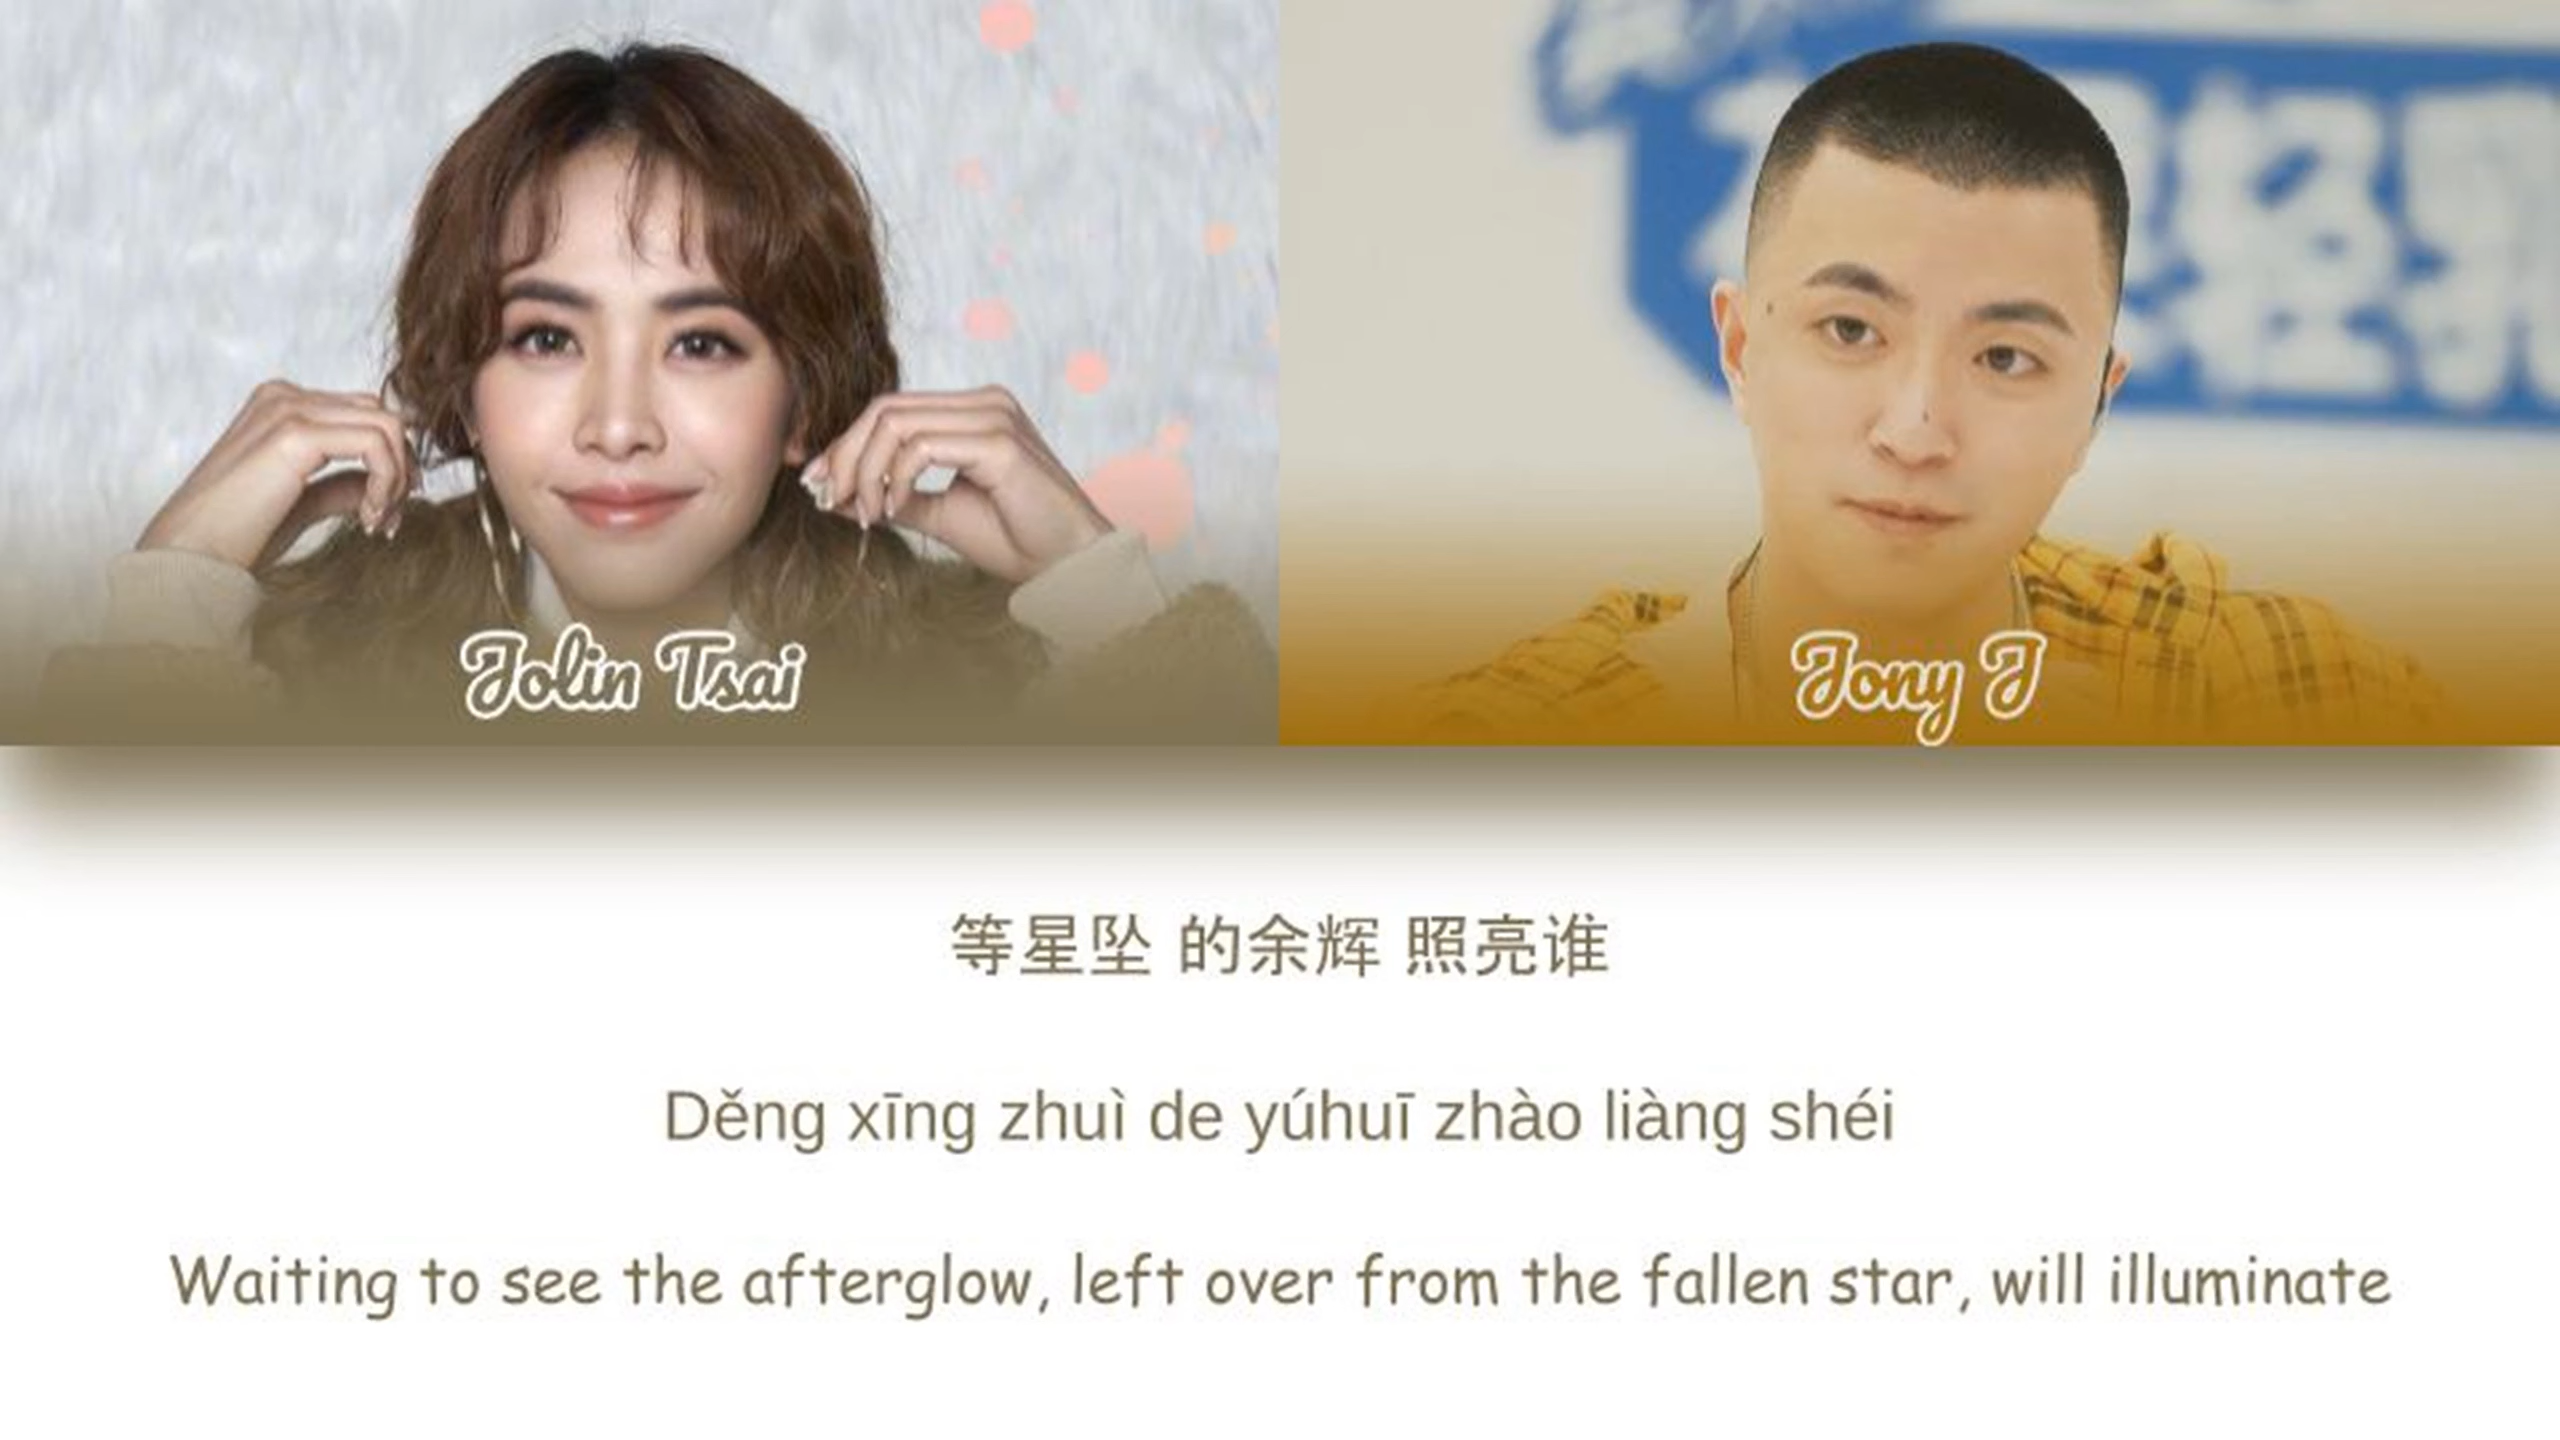 Jolin Tsai
Jony J
等星坠 的余辉 照亮谁
Děng xīng zhuì de yúhuī zhào liàng shéi
Waiting to see the afterglow, left over from the fallen star, will illuminate